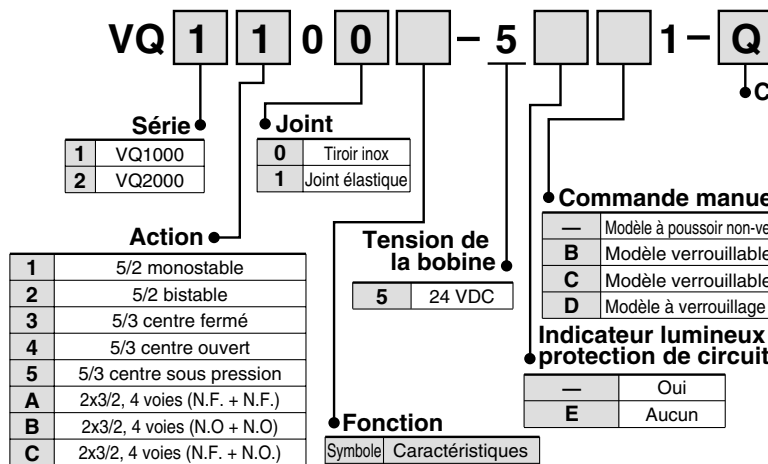 VQ 1 1 0 0 – 5 1 – Q
C
Série
1 VQ1000
2 VQ2000
Joint
0 Tiroir inox
1 Joint élastique
Action
1 5/2 monostable
2 5/2 bistable
3 5/3 centre fermé
4 5/3 centre ouvert
5 5/3 centre sous pression
A 2x3/2, 4 voies (N.F. + N.F.)
B 2x3/2, 4 voies (N.O + N.O)
C 2x3/2, 4 voies (N.F. + N.O.)
Tension de
la bobine
5 24 VDC
Fonction
Symbole Caractéristiques
Commande manue
— Modèle à poussoir non-ve
B Modèle verrouillable
C Modèle verrouillable
D Modèle à verrouillage
Indicateur lumineux
protection de circuit
— Oui
E Aucun